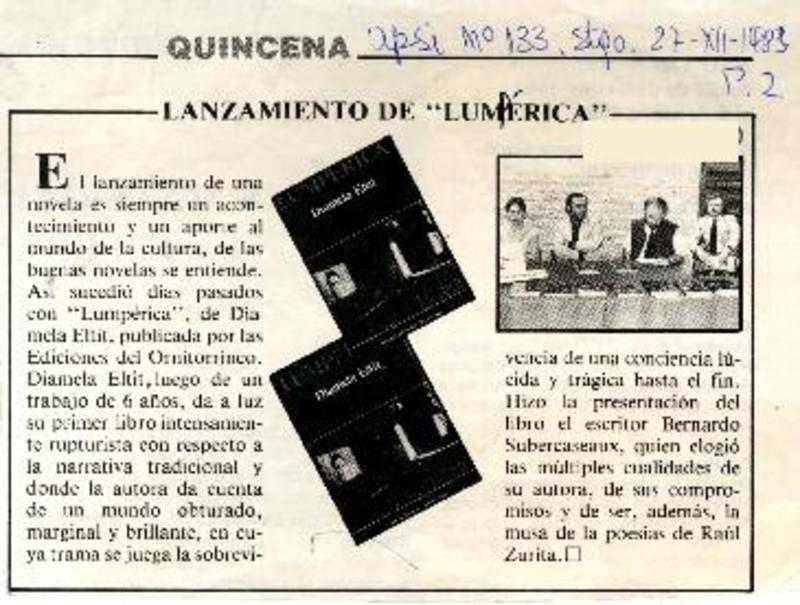 QUINCENA
apsi Nº 133, Stgo. 27-XII-1983
P. 2
LANZAMIENTO DE "LUMPÉRICA"
El lanzamiento de una
novela es siempre un acon-
tecimiento y un aporte al
mundo de la cultura, de las
buenas novelas se entiende.
Así sucedió días pasados
con "Lumpérica", de Dia
mela Eltit, publicada por las
Ediciones del Ornitorrinco.
Diamela Eltit, luego de un
trabajo de 6 años, da a luz
su primer libro intensamen-
te rupturista con respecto a
la narrativa tradicional y
donde la autora da cuenta
de un mundo obturado,
marginal y brillante, en cu-
ya trama se juega la sobrevi-
LUMPERICA
Diamela Eltit
LUMPERICA
Diamela Eltit
vencia de una conciencia lú-
cida y trágica hasta el fin.
Hizo la presentación del
libro el escritor Bernardo
Subercaseaux, quien elogió
las múltiples cualidades de
su autora, de sus compro-
misos y de ser, además, la
musa de la poesías de Raúl
Zurita.□